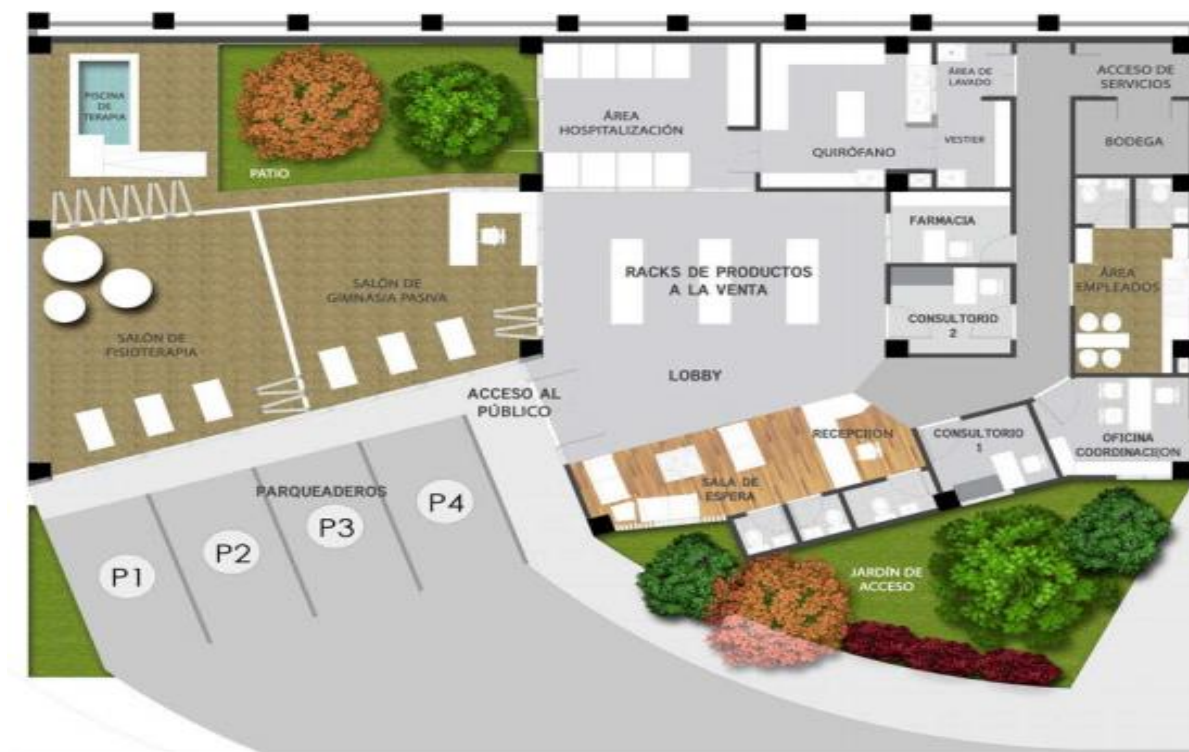 PISCINA
DE
TERAPIA
PATIO
ÁREA
HOSPITALIZACIÓN
QUIRÓFANO
ÁREA DE
LAVADO
VESTIER
ACCESO DE
SERVICIOS
BODEGA
FARMACIA
RACKS DE PRODUCTOS
A LA VENTA
SALÓN DE
GIMNASIA PASIVA
SALÓN DE
FISIOTERAPIA
CONSULTORIO
2
ÁREA
EMPLEADOS
LOBBY
ACCESO AL
PÚBLICO
RECEPCIION
CONSULTORIO
1
OFICINA
COORDINACIION
SALA DE
ESPERA
PARQUEADEROS
P1
P2
P3
P4
JARDÍN DE
ACCESO